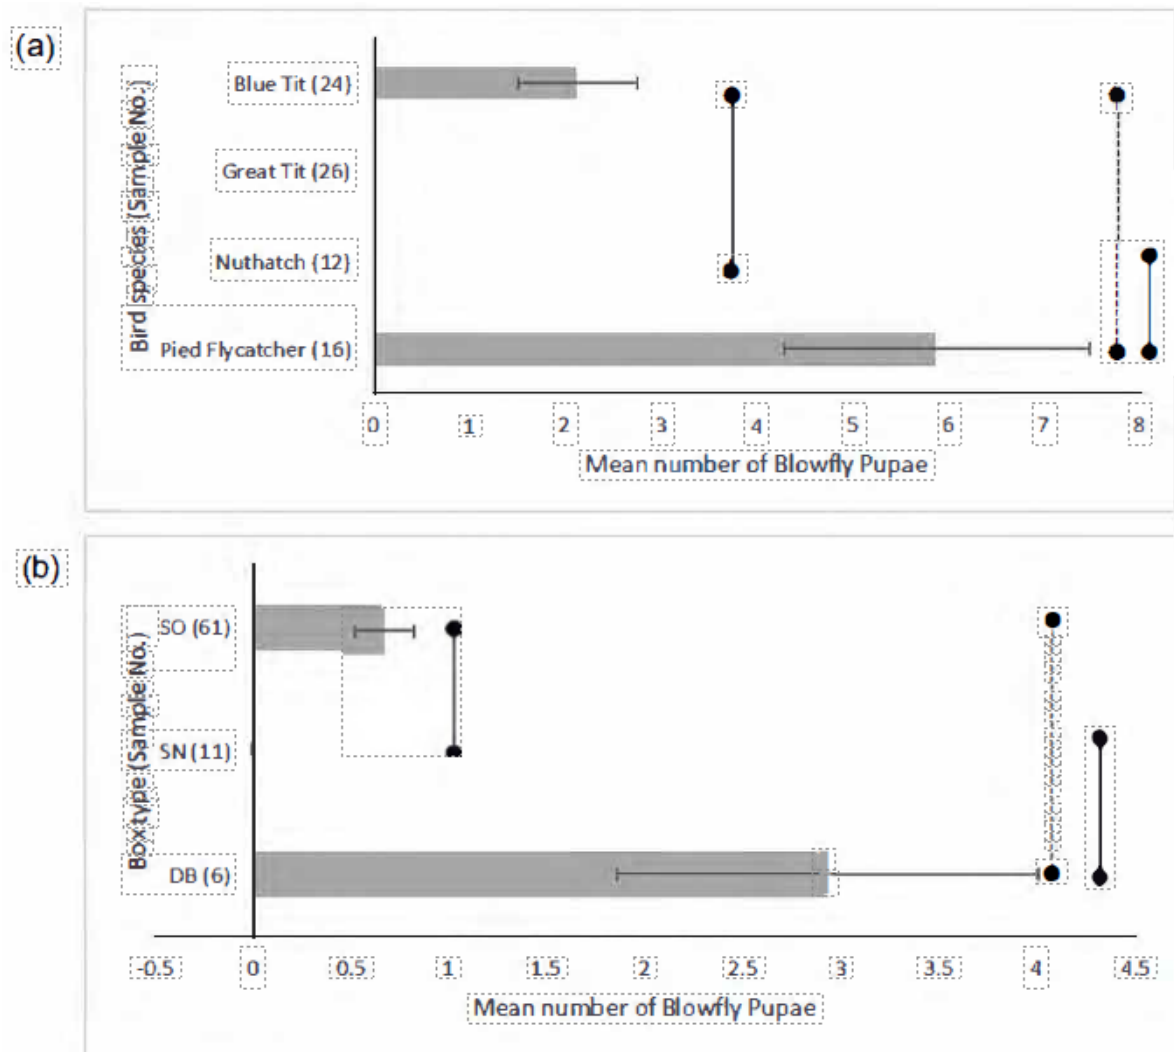 (a)
Bird species (Sample No.)
Blue Tit (24)
Great Tit (26)
Nuthatch (12)
Pied Flycatcher (16)
0 1 2 3 4 5 6 7 8
Mean number of Blowfly Pupae
(b)
Box type (Sample No.)
SO (61)
SN (11)
DB (6)
-0.5 0 0.5 1 1.5 2 2.5 3 3.5 4 4.5
Mean number of Blowfly Pupae